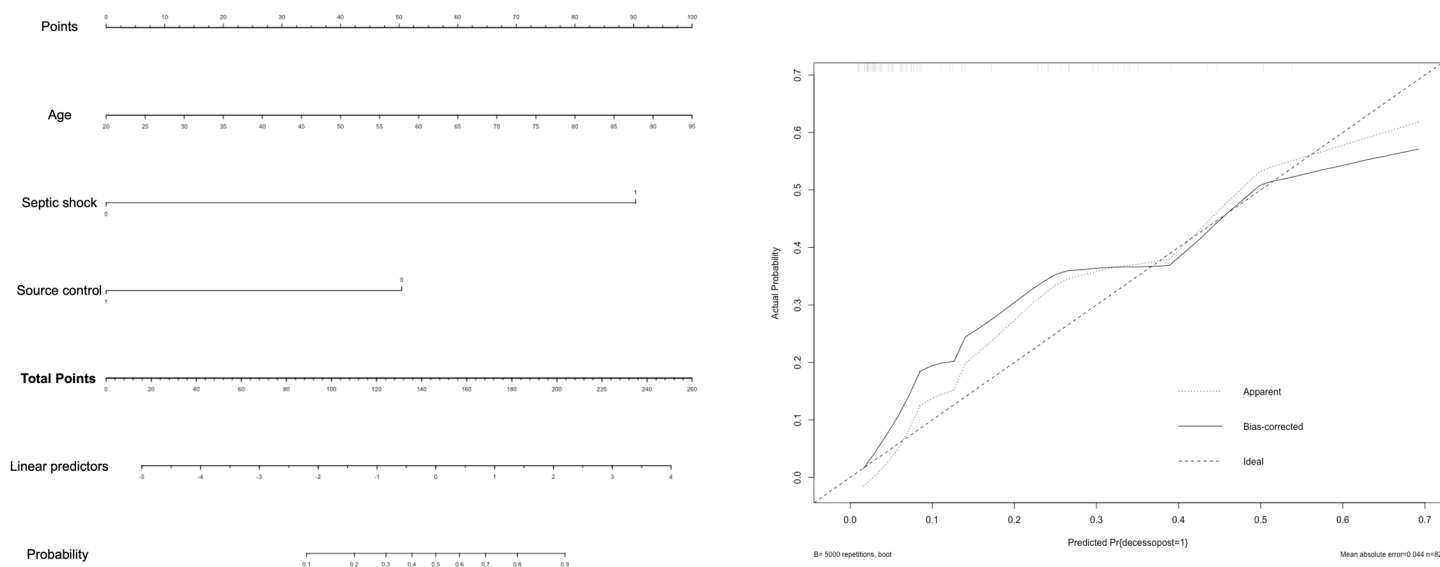 Points
0 10 20 30 40 50 60 70 80 90 100
Age
20 25 30 35 40 45 50 55 60 65 70 75 80 85 90 95
Septic shock
0
1
Source control
1
0
Total Points
0 20 40 60 80 100 120 140 160 180 200 220 240 260
Linear predictors
-5 -4 -3 -2 -1 0 1 2 3 4
Probability
0.1 0.2 0.3 0.4 0.5 0.6 0.7 0.8 0.9
Actual Probability
0.7
0.6
0.5
0.4
0.3
0.2
0.1
0.0
Apparent
Bias-corrected
Ideal
0.0 0.1 0.2 0.3 0.4 0.5 0.6 0.7
Predicted Pr{decessopost=1}
B= 5000 repetitions, boot
Mean absolute error=0.044 n=82